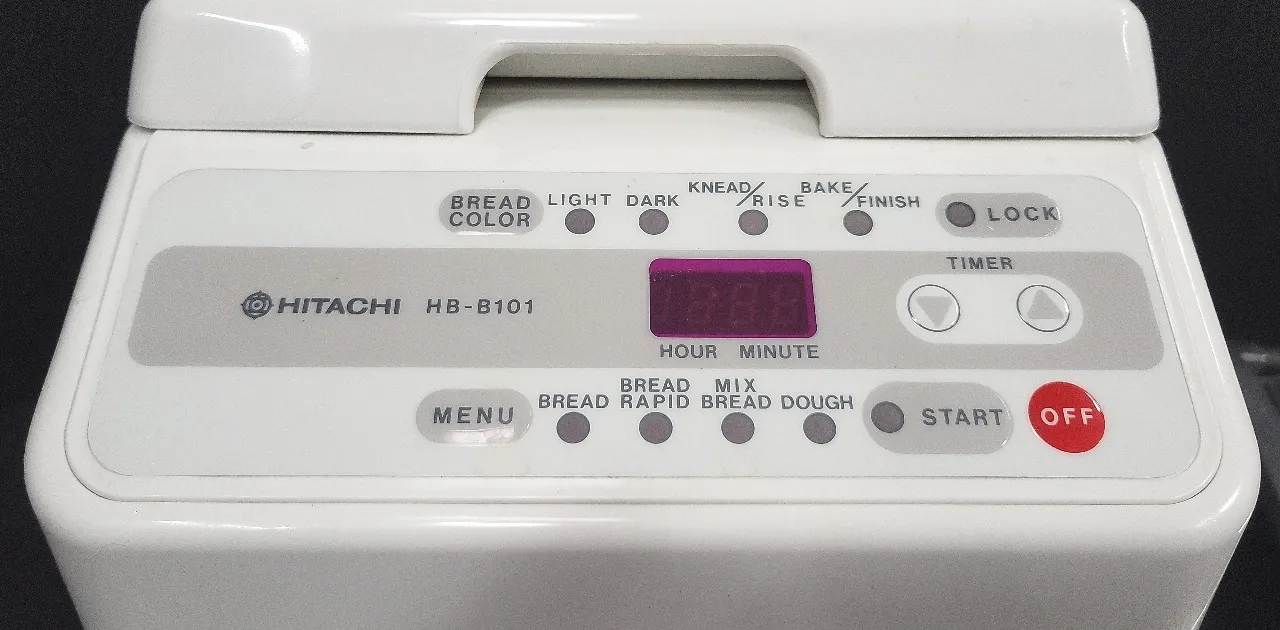 BREAD
COLOR
LIGHT
DARK
KNEAD/RISE
BAKE/FINISH
LOCK
HITACHI HB-B101
TIMER
HOUR MINUTE
MENU
BREAD
BREAD
RAPID
MIX
BREAD
DOUGH
START
OFF